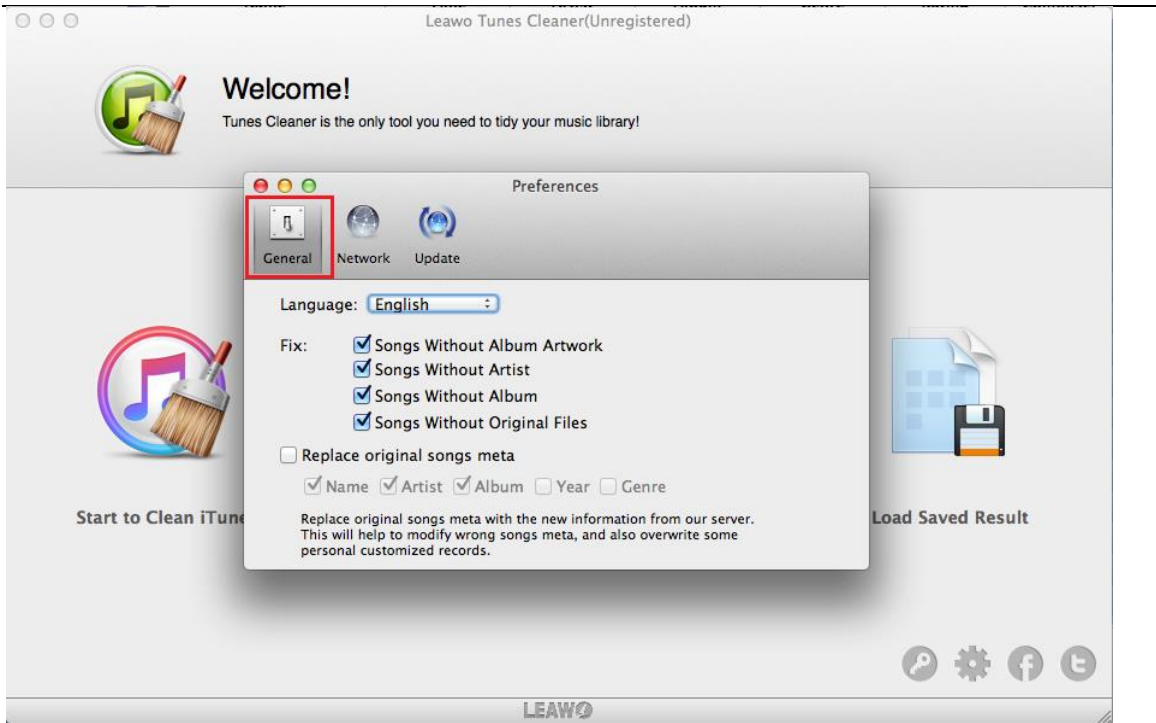 Leawo Tunes Cleaner(Unregistered)
Welcome!
Tunes Cleaner is the only tool you need to tidy your music library!
Preferences
General Network Update
Language: English
Fix: Songs Without Album Artwork
Songs Without Artist
Songs Without Album
Songs Without Original Files
Replace original songs meta
Name Artist Album Year Genre
Start to Clean iTune
Load Saved Result
Replace original songs meta with the new information from our server.
This will help to modify wrong songs meta, and also overwrite some
personal customized records.
LEAWO